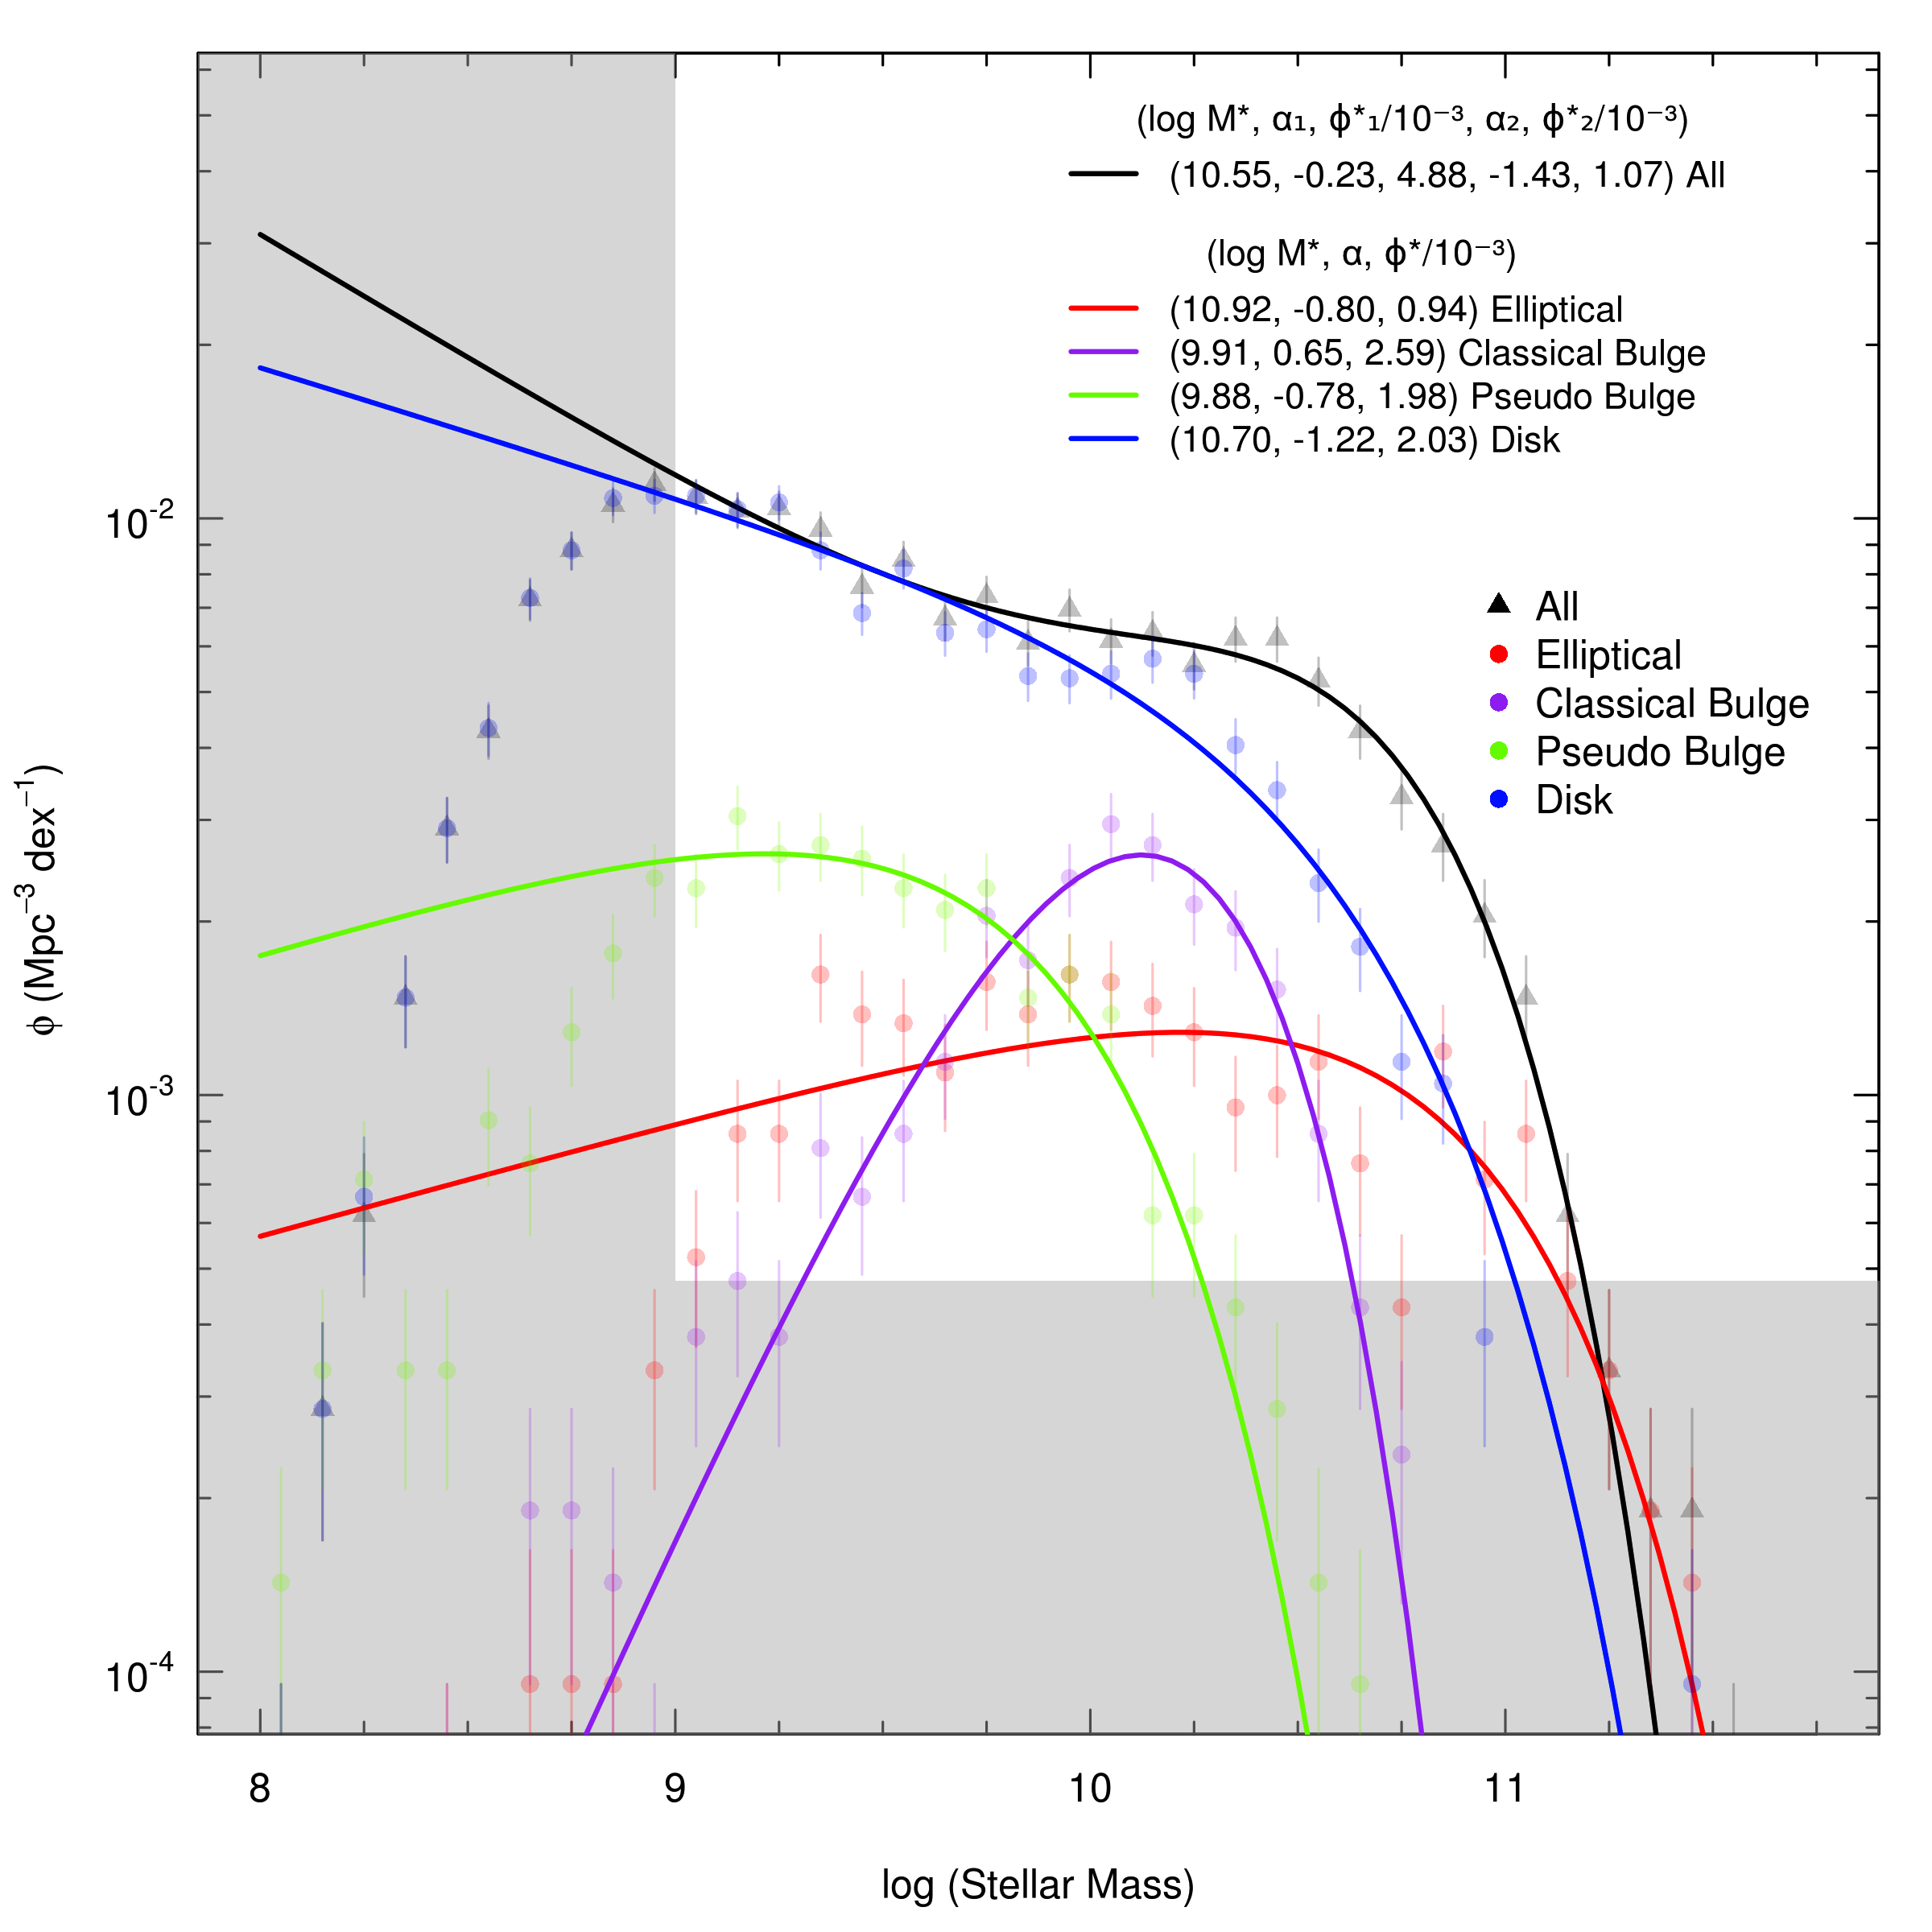 (log M*, α₁, ϕ*₁/10⁻³, α₂, ϕ*₂/10⁻³)
(10.55, -0.23, 4.88, -1.43, 1.07) All
(log M*, α, ϕ*/10⁻³)
(10.92, -0.80, 0.94) Elliptical
(9.91, 0.65, 2.59) Classical Bulge
(9.88, -0.78, 1.98) Pseudo Bulge
(10.70, -1.22, 2.03) Disk
All
Elliptical
Classical Bulge
Pseudo Bulge
Disk
10⁻²
10⁻³
10⁻⁴
ϕ (Mpc⁻³ dex⁻¹)
8 9 10 11
log (Stellar Mass)